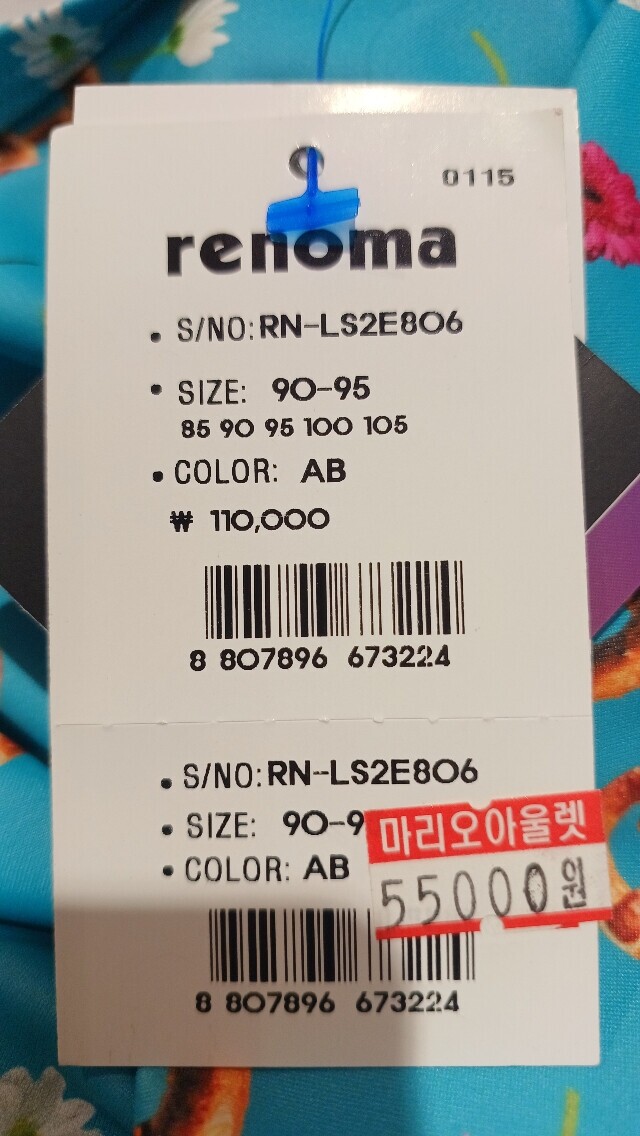 0115
renoma
• S/NO: RN-LS2E806
• SIZE: 90-95
85 90 95 100 105
• COLOR: AB
₩ 110,000
8 807896 673224
• S/NO: RN-LS2E806
• SIZE: 90-9
마리오아울렛
• COLOR: AB
55000원
8 807896 673224